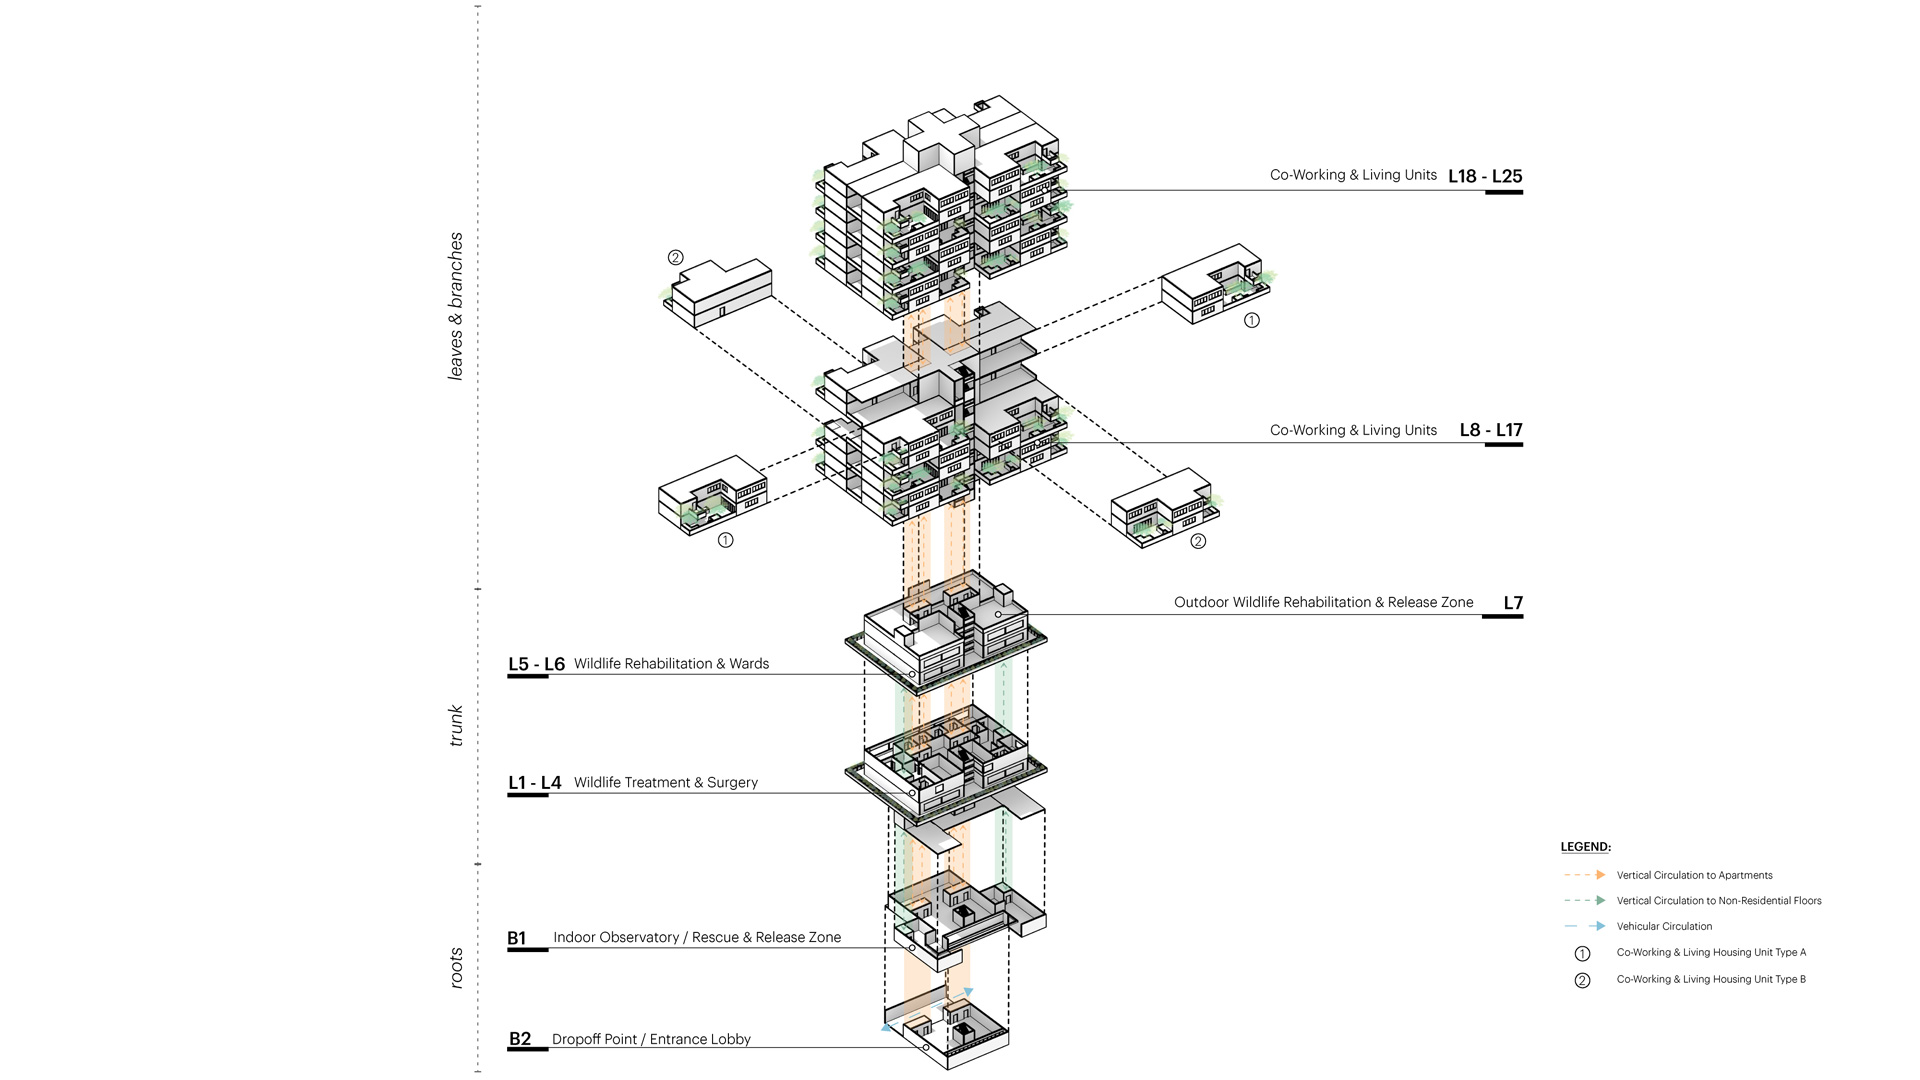 Co-Working & Living Units L18 - L25
leaves & branches
2
1
Co-Working & Living Units L8 - L17
1
2
Outdoor Wildlife Rehabilitation & Release Zone L7
L5 - L6 Wildlife Rehabilitation & Wards
trunk
L1 - L4 Wildlife Treatment & Surgery
B1 Indoor Observatory / Rescue & Release Zone
roots
B2 Dropoff Point / Entrance Lobby
LEGEND:
Vertical Circulation to Apartments
Vertical Circulation to Non-Residential Floors
Vehicular Circulation
1 Co-Working & Living Housing Unit Type A
2 Co-Working & Living Housing Unit Type B